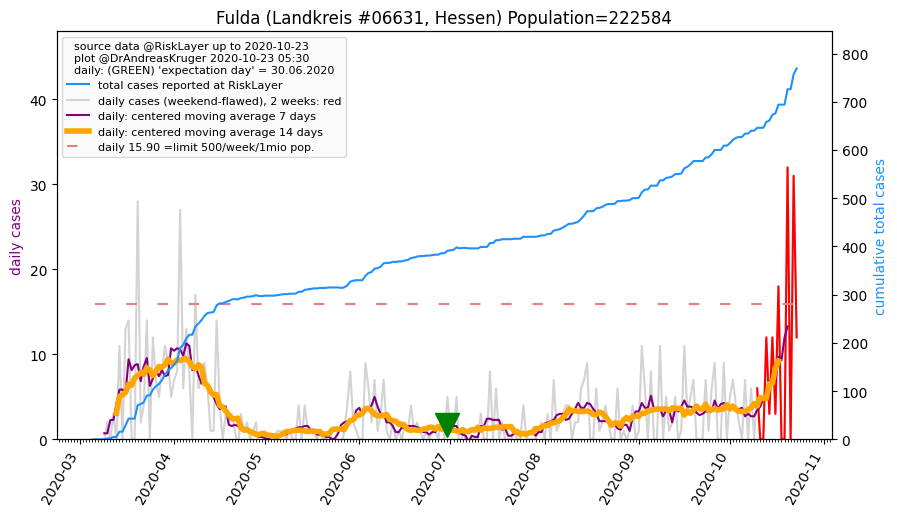 Fulda (Landkreis #06631, Hessen) Population=222584
source data @RiskLayer up to 2020-10-23
plot @DrAndreasKruger 2020-10-23 05:30
daily: (GREEN) 'expectation day' = 30.06.2020
total cases reported at RiskLayer
daily cases (weekend-flawed), 2 weeks: red
daily: centered moving average 7 days
daily: centered moving average 14 days
daily 15.90 =limit 500/week/1mio pop.
daily cases
40
30
20
10
0
cumulative total cases
800
700
600
500
400
300
200
100
0
2020-03
2020-04
2020-05
2020-06
2020-07
2020-08
2020-09
2020-10
2020-11